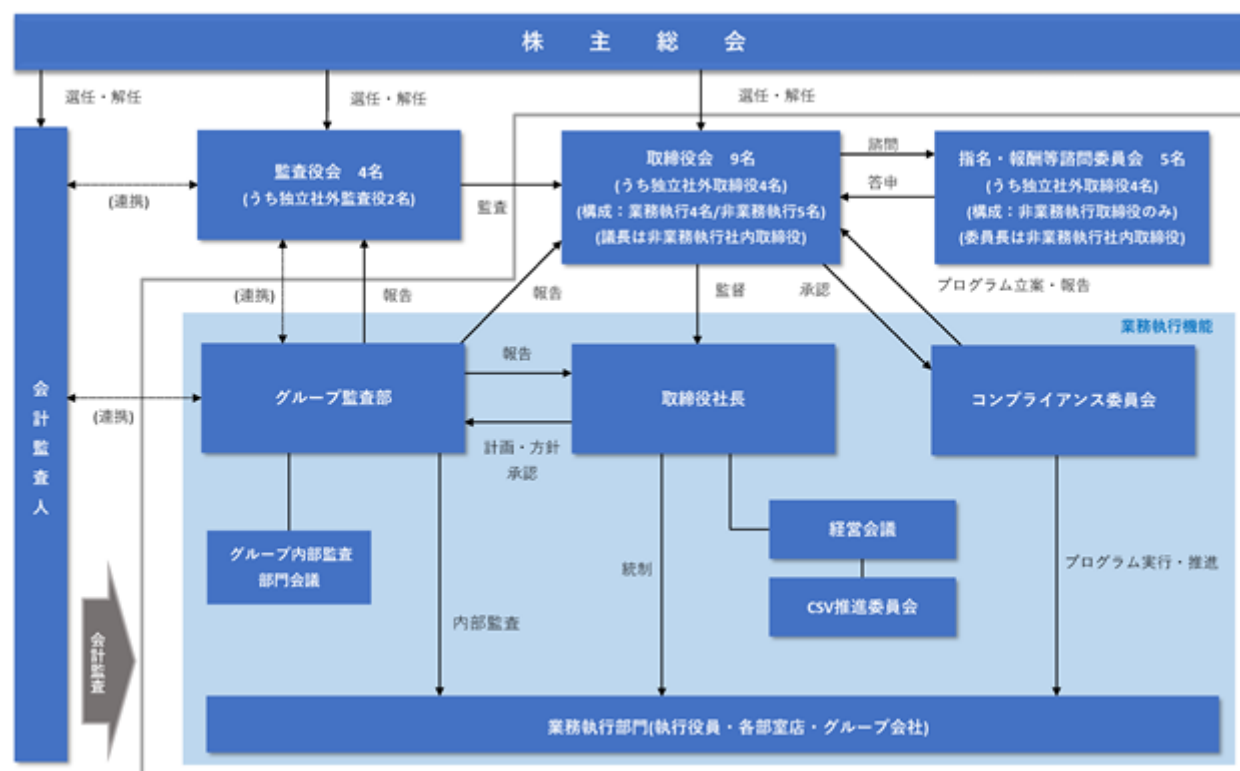 株主総会
選任・解任
選任・解任
選任・解任
監査役会 4名
(うち独立社外監査役2名)
取締役会 9名
(うち独立社外取締役4名)
(構成：業務執行4名/非業務執行5名)
(議長は非業務執行社内取締役)
諮問
答申
指名・報酬等諮問委員会 5名
(うち独立社外取締役4名)
(構成：非業務執行取締役のみ)
(委員長は非業務執行社内取締役)
(連携)
監査
(連携)
報告
報告
監督
承認
プログラム立案・報告
業務執行機能
会計監査人
(連携)
グループ監査部
報告
計画・方針
承認
取締役社長
コンプライアンス委員会
グループ内部監査
部門会議
経営会議
CSV推進委員会
統制
内部監査
プログラム実行・推進
会計監査
業務執行部門(執行役員・各部室店・グループ会社)